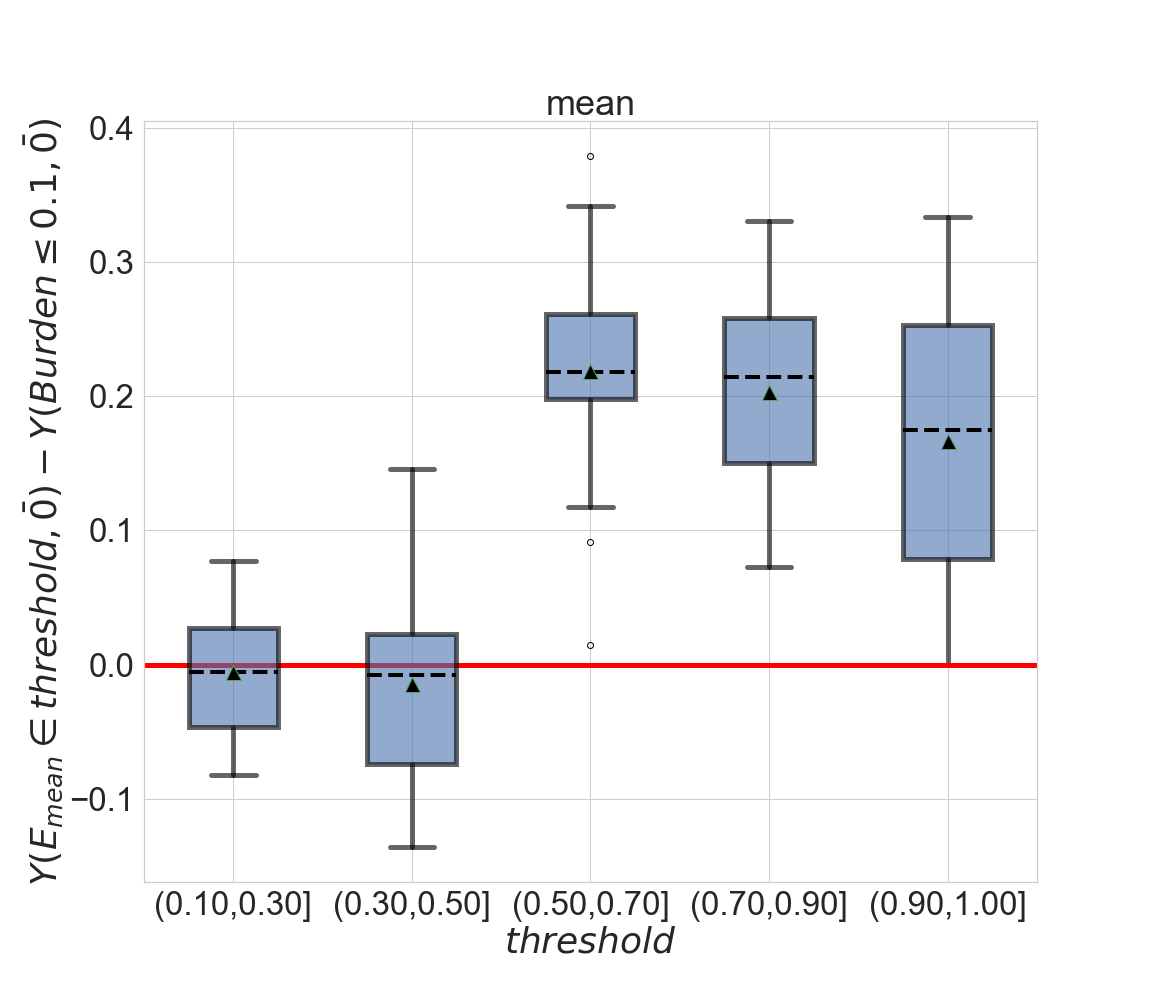 mean
Y(E_mean ∈ threshold, 0̄) − Y(Burden ≤ 0.1, 0̄)
0.4
0.3
0.2
0.1
0.0
−0.1
(0.10,0.30] (0.30,0.50] (0.50,0.70] (0.70,0.90] (0.90,1.00]
threshold